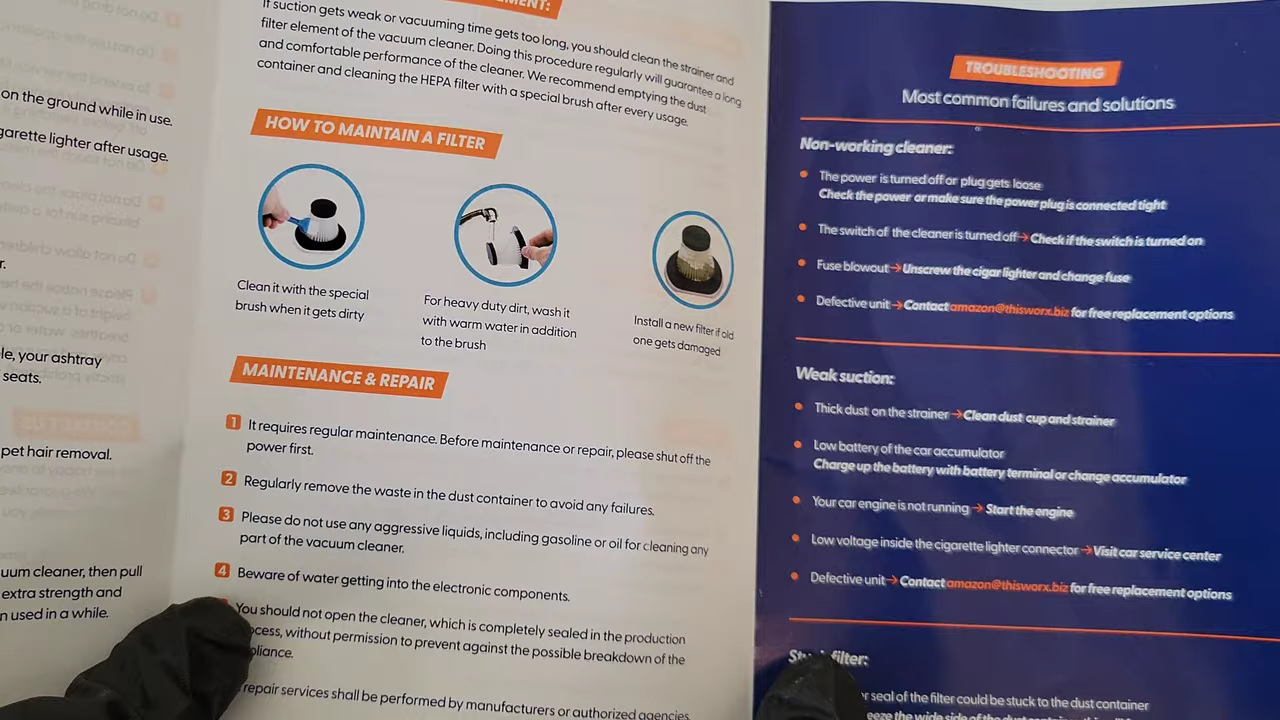 on the ground while in use.
garette lighter after usage.
r.
le, your ashtray
seats.
pet hair removal.
uum cleaner, then pull
extra strength and
n used in a while.
MENT:
If suction gets weak or vacuuming time gets too long, you should clean the strainer and
filter element of the vacuum cleaner. Doing this procedure regularly will guarantee a long
and comfortable performance of the cleaner. We recommend emptying the dust
container and cleaning the HEPA filter with a special brush after every usage.
HOW TO MAINTAIN A FILTER
Clean it with the special
brush when it gets dirty
For heavy duty dirt, wash it
with warm water in addition
to the brush
Install a new filter if old
one gets damaged
MAINTENANCE & REPAIR
1 It requires regular maintenance. Before maintenance or repair, please shut off the
power first.
2 Regularly remove the waste in the dust container to avoid any failures.
3 Please do not use any aggressive liquids, including gasoline or oil for cleaning any
part of the vacuum cleaner.
4 Beware of water getting into the electronic components.
You should not open the cleaner, which is completely sealed in the production
ocess, without permission to prevent against the possible breakdown of the
pliance.
repair services shall be performed by manufacturers or authorized agencies
TROUBLESHOOTING
Most common failures and solutions
Non-working cleaner:
• The power is turned off or plug gets loose
Check the power or make sure the power plug is connected tight
• The switch of the cleaner is turned off→Check if the switch is turned on
• Fuse blowout→Unscrew the cigar lighter and change fuse
• Defective unit→Contact amazon@thisworx.biz for free replacement options
Weak suction:
• Thick dust on the strainer→Clean dust cup and strainer
• Low battery of the car accumulator
Charge up the battery with battery terminal or change accumulator
• Your car engine is not running→Start the engine
• Low voltage inside the cigarette lighter connector→Visit car service center
• Defective unit→Contact amazon@thisworx.biz for free replacement options
filter:
r seal of the filter could be stuck to the dust container
eeze the wide side of the dust